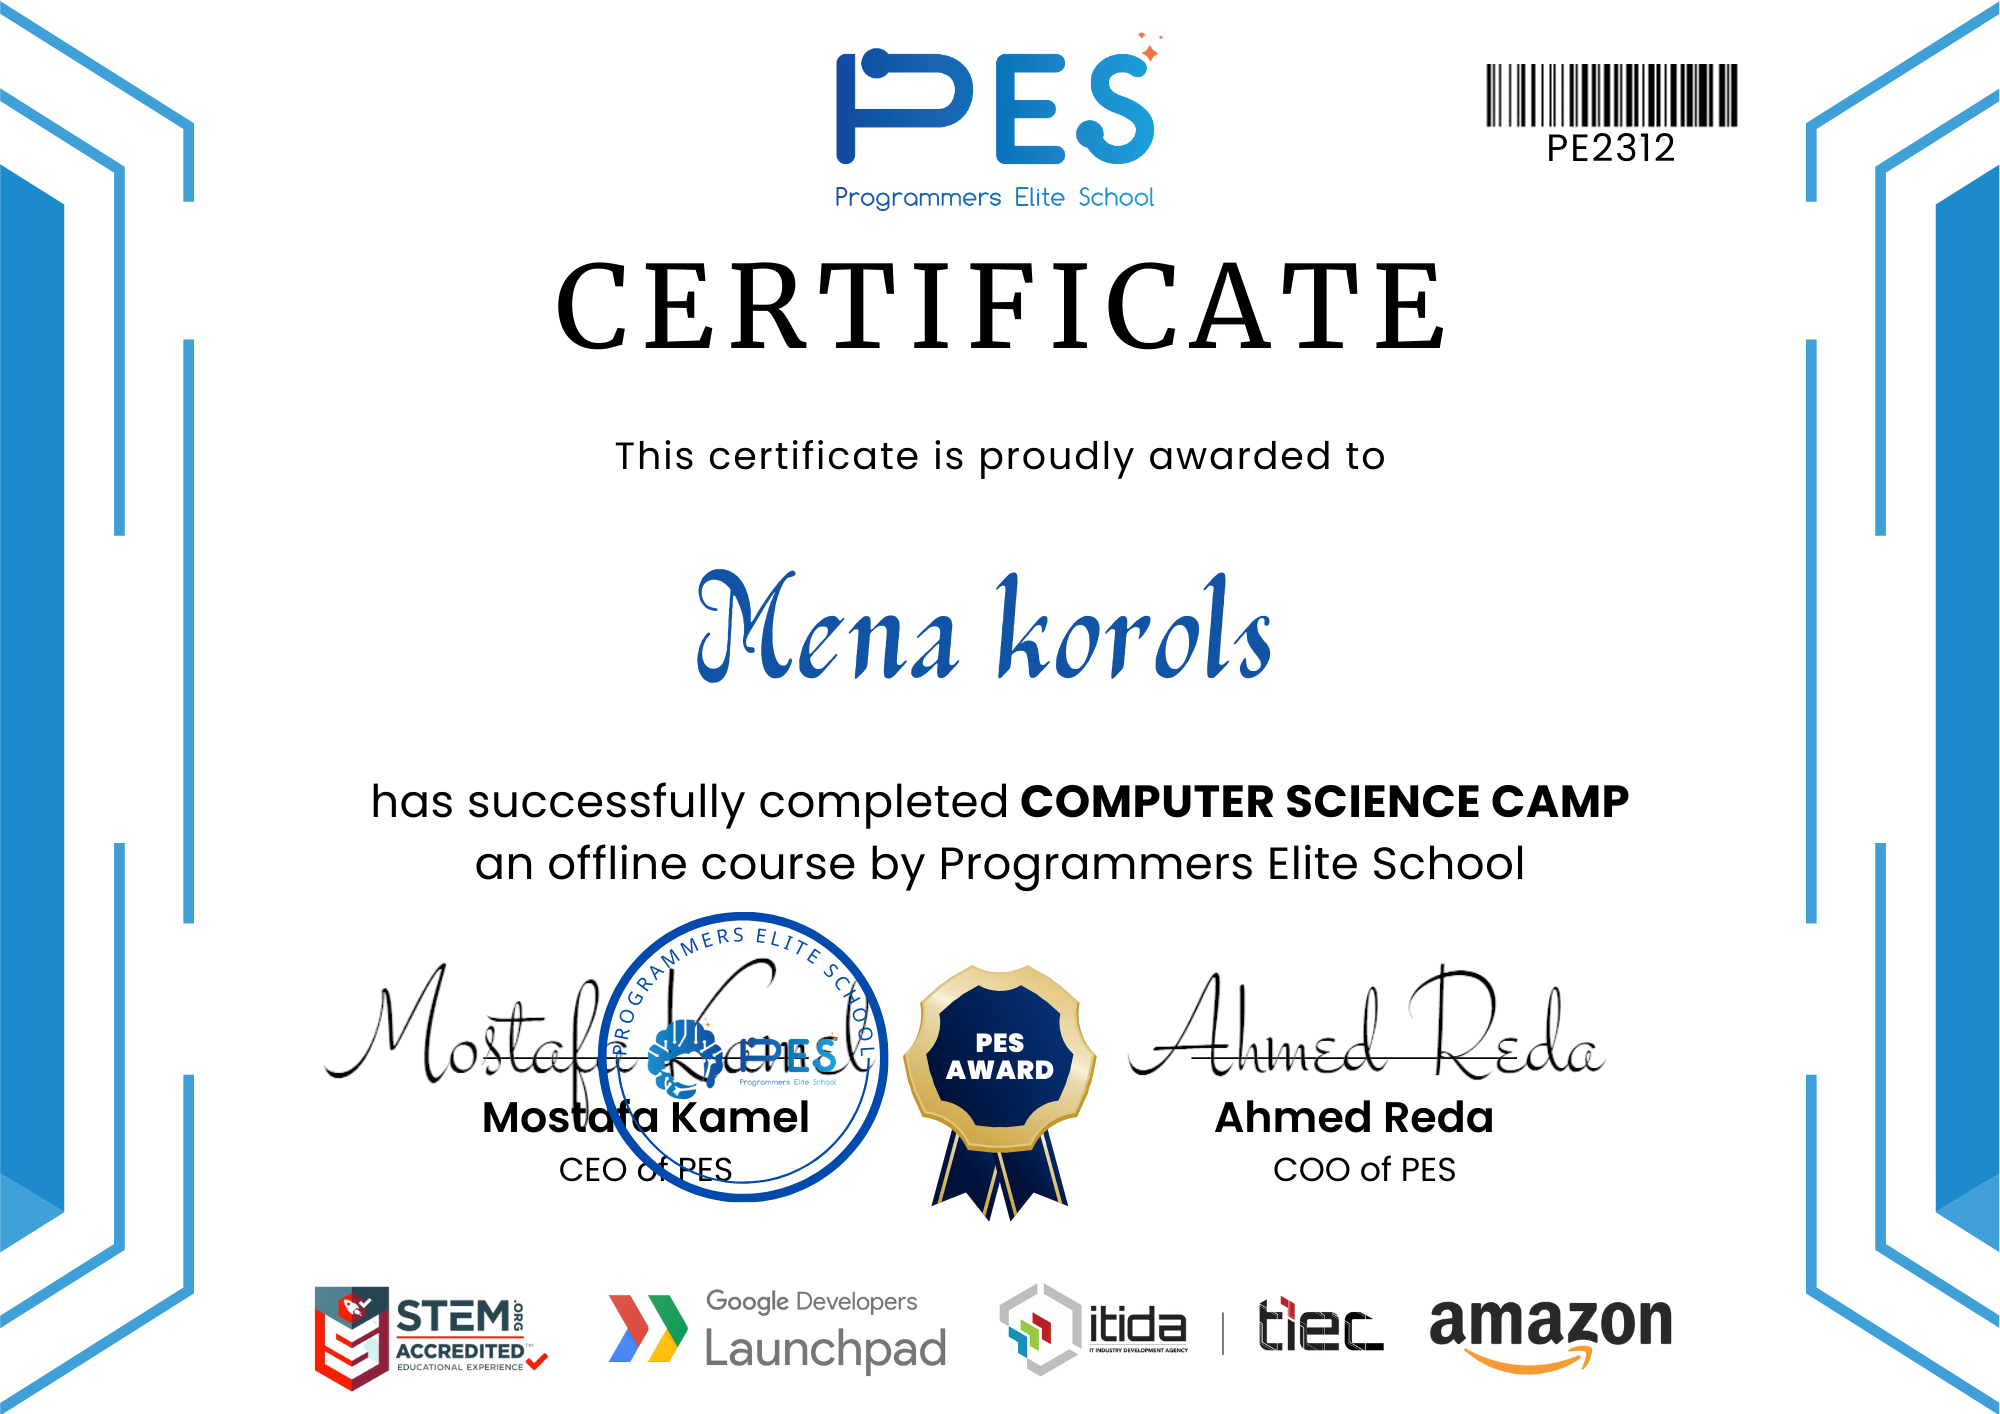 PES
Programmers Elite School
PE2312
CERTIFICATE
This certificate is proudly awarded to
Mena korols
has successfully completed COMPUTER SCIENCE CAMP
an offline course by Programmers Elite School
Mostafa Kamel
PROGRAMMERS ELITE SCHOOL
PES
Programmers Elite School
Mostafa Kamel
CEO of PES
PES
AWARD
Ahmed Reda
Ahmed Reda
COO of PES
STEM.ORG
ACCREDITED™
EDUCATIONAL EXPERIENCE
Google Developers
Launchpad
itida
IT INDUSTRY DEVELOPMENT AGENCY
tiec
amazon